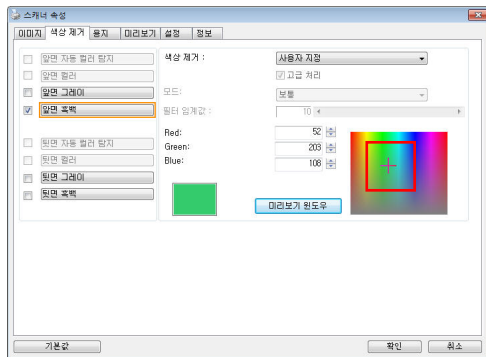 스캐너 속성
이미지 색상 제거 용지 미리보기 설정 정보
앞면 자동 컬러 탐지
앞면 컬러
앞면 그레이
앞면 흑백
뒷면 자동 컬러 탐지
뒷면 컬러
뒷면 그레이
뒷면 흑백
색상 제거 : 사용자 지정
고급 처리
모드: 보통
필터 임계값 : 10
Red: 52
Green: 203
Blue: 108
미리보기 윈도우
기본값 확인 취소